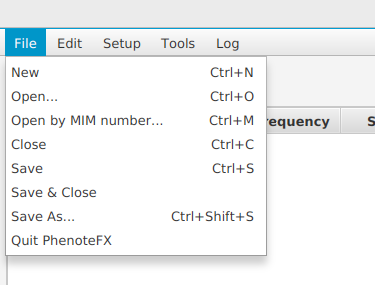 File Edit Setup Tools Log
New Ctrl+N
Open... Ctrl+O
Open by MIM number... Ctrl+M
Close Ctrl+C
Save Ctrl+S
Save & Close
Save As... Ctrl+Shift+S
Quit PhenoteFX